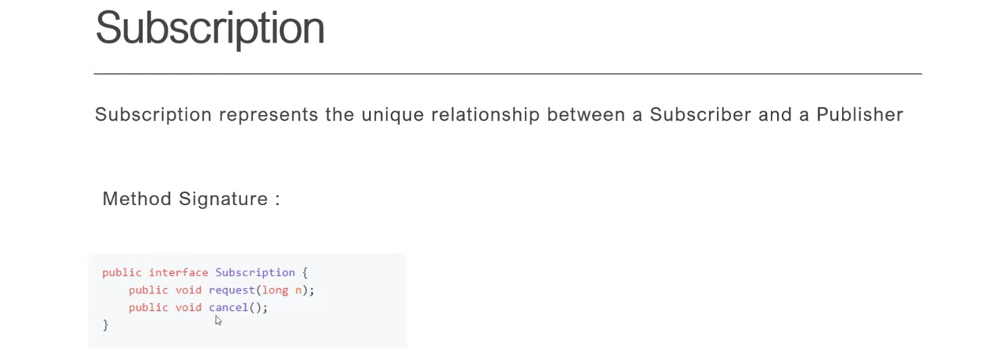 Subscription
Subscription represents the unique relationship between a Subscriber and a Publisher
Method Signature :
public interface Subscription {
    public void request(long n);
    public void cancel();
}